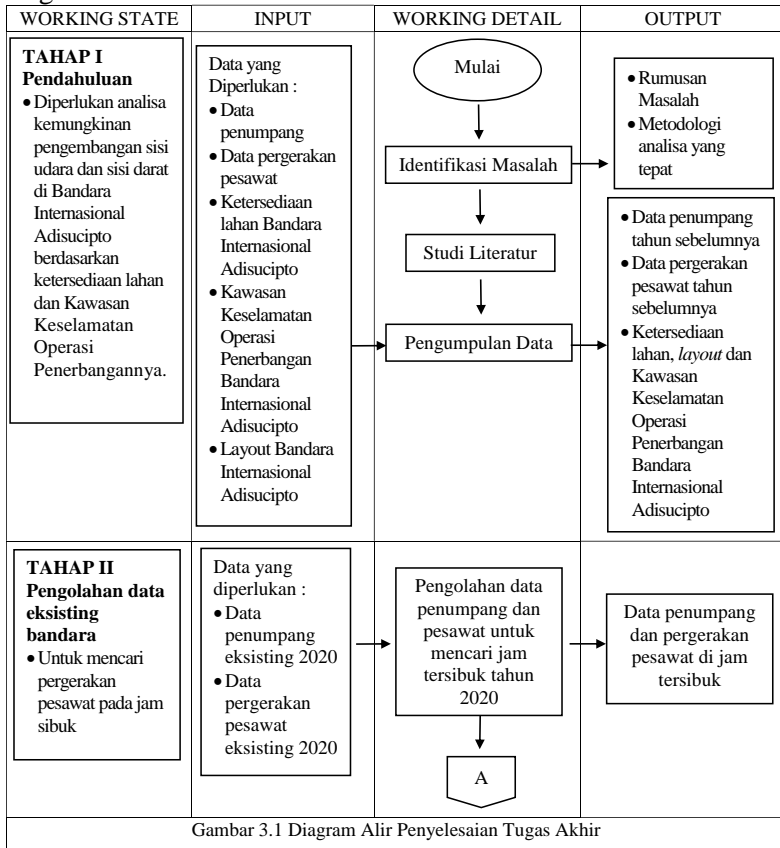 WORKING STATE
INPUT
WORKING DETAIL
OUTPUT
TAHAP I
Pendahuluan
• Diperlukan analisa
kemungkinan
pengembangan sisi
udara dan sisi darat
di Bandara
Internasional
Adisucipto
berdasarkan
ketersediaan lahan
dan Kawasan
Keselamatan
Operasi
Penerbangannya.
Data yang
Diperlukan :
• Data
penumpang
• Data pergerakan
pesawat
• Ketersediaan
lahan Bandara
Internasional
Adisucipto
• Kawasan
Keselamatan
Operasi
Penerbangan
Bandara
Internasional
Adisucipto
• Layout Bandara
Internasional
Adisucipto
Mulai
Identifikasi Masalah
Studi Literatur
Pengumpulan Data
• Rumusan
Masalah
• Metodologi
analisa yang
tepat
• Data penumpang
tahun sebelumnya
• Data pergerakan
pesawat tahun
sebelumnya
• Ketersediaan
lahan, layout dan
Kawasan
Keselamatan
Operasi
Penerbangan
Bandara
Internasional
Adisucipto
TAHAP II
Pengolahan data
eksisting
bandara
• Untuk mencari
pergerakan
pesawat pada jam
sibuk
Data yang
diperlukan :
• Data
penumpang
eksisting 2020
• Data
pergerakan
pesawat
eksisting 2020
Pengolahan data
penumpang dan
pesawat untuk
mencari jam
tersibuk tahun
2020
A
Data penumpang
dan pergerakan
pesawat di jam
tersibuk
Gambar 3.1 Diagram Alir Penyelesaian Tugas Akhir